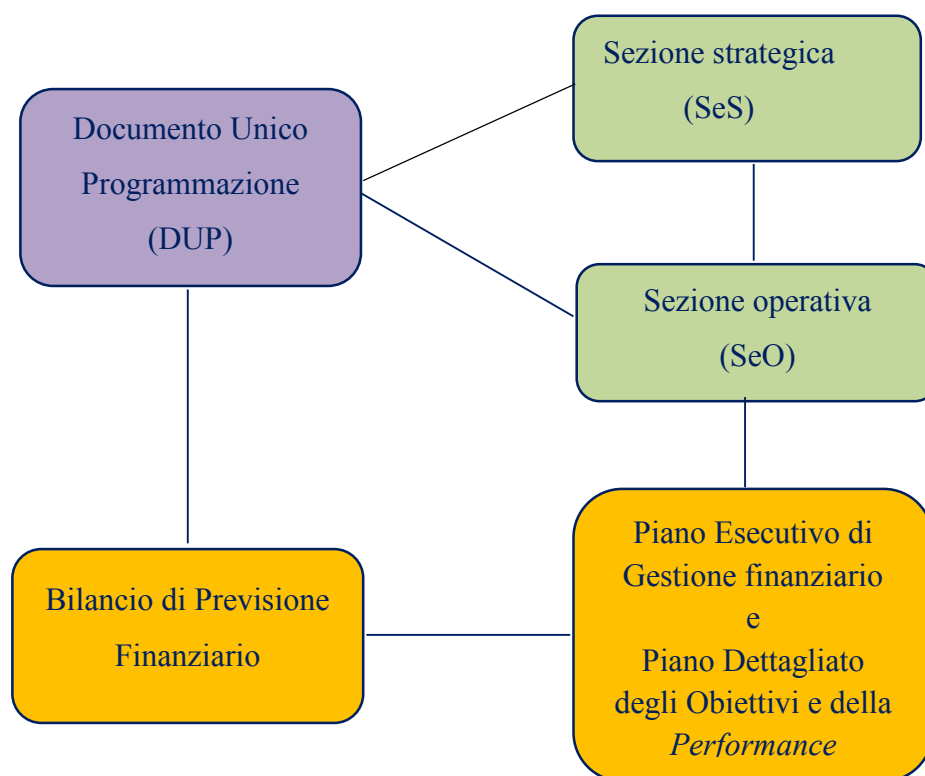 Documento Unico
Programmazione
(DUP)
Sezione strategica
(SeS)
Sezione operativa
(SeO)
Bilancio di Previsione
Finanziario
Piano Esecutivo di
Gestione finanziario
e
Piano Dettagliato
degli Obiettivi e della
Performance